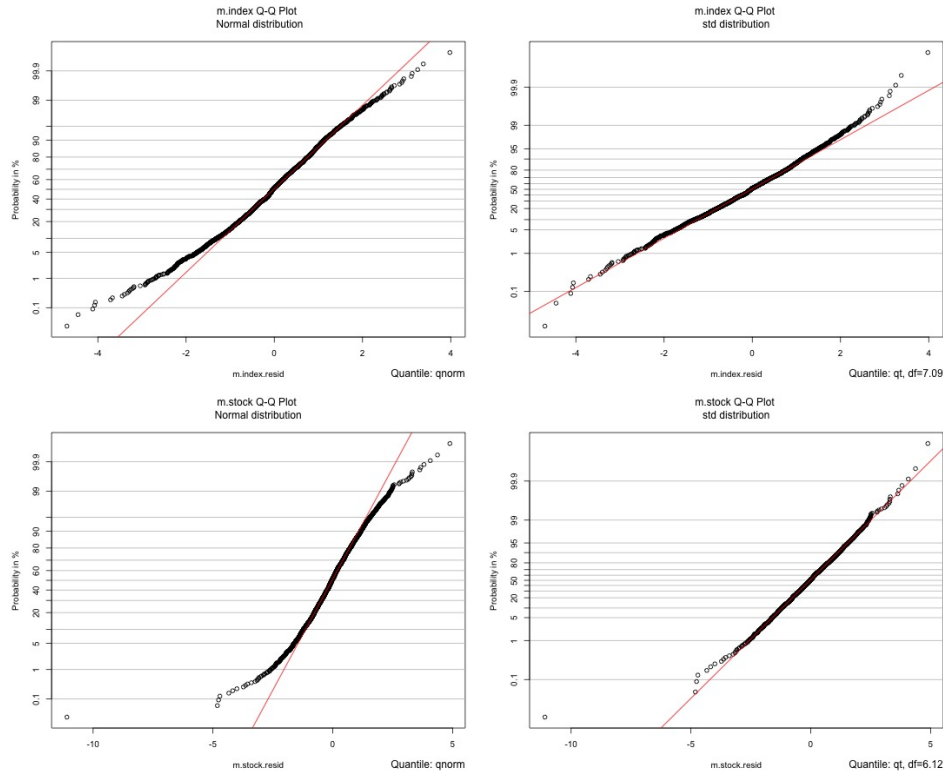 m.index Q-Q Plot
Normal distribution
Probability in %
99.9
99
90
80
60
40
20
5
1
0.1
-4
-2
0
2
4
m.index.resid
Quantile: qnorm
m.index Q-Q Plot
std distribution
Probability in %
99.9
99
95
80
50
20
5
1
0.1
-4
-2
0
2
4
m.index.resid
Quantile: qt, df=7.09
m.stock Q-Q Plot
Normal distribution
Probability in %
99.9
99
90
80
60
40
20
5
1
0.1
-10
-5
0
5
m.stock.resid
Quantile: qnorm
m.stock Q-Q Plot
std distribution
Probability in %
99.9
99
95
80
50
20
5
1
0.1
-10
-5
0
5
m.stock.resid
Quantile: qt, df=6.12